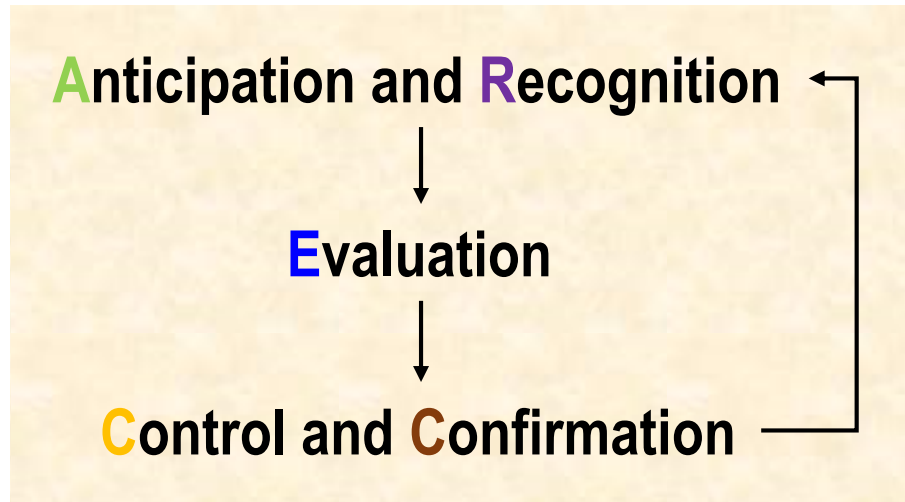 Anticipation and Recognition
Evaluation
Control and Confirmation